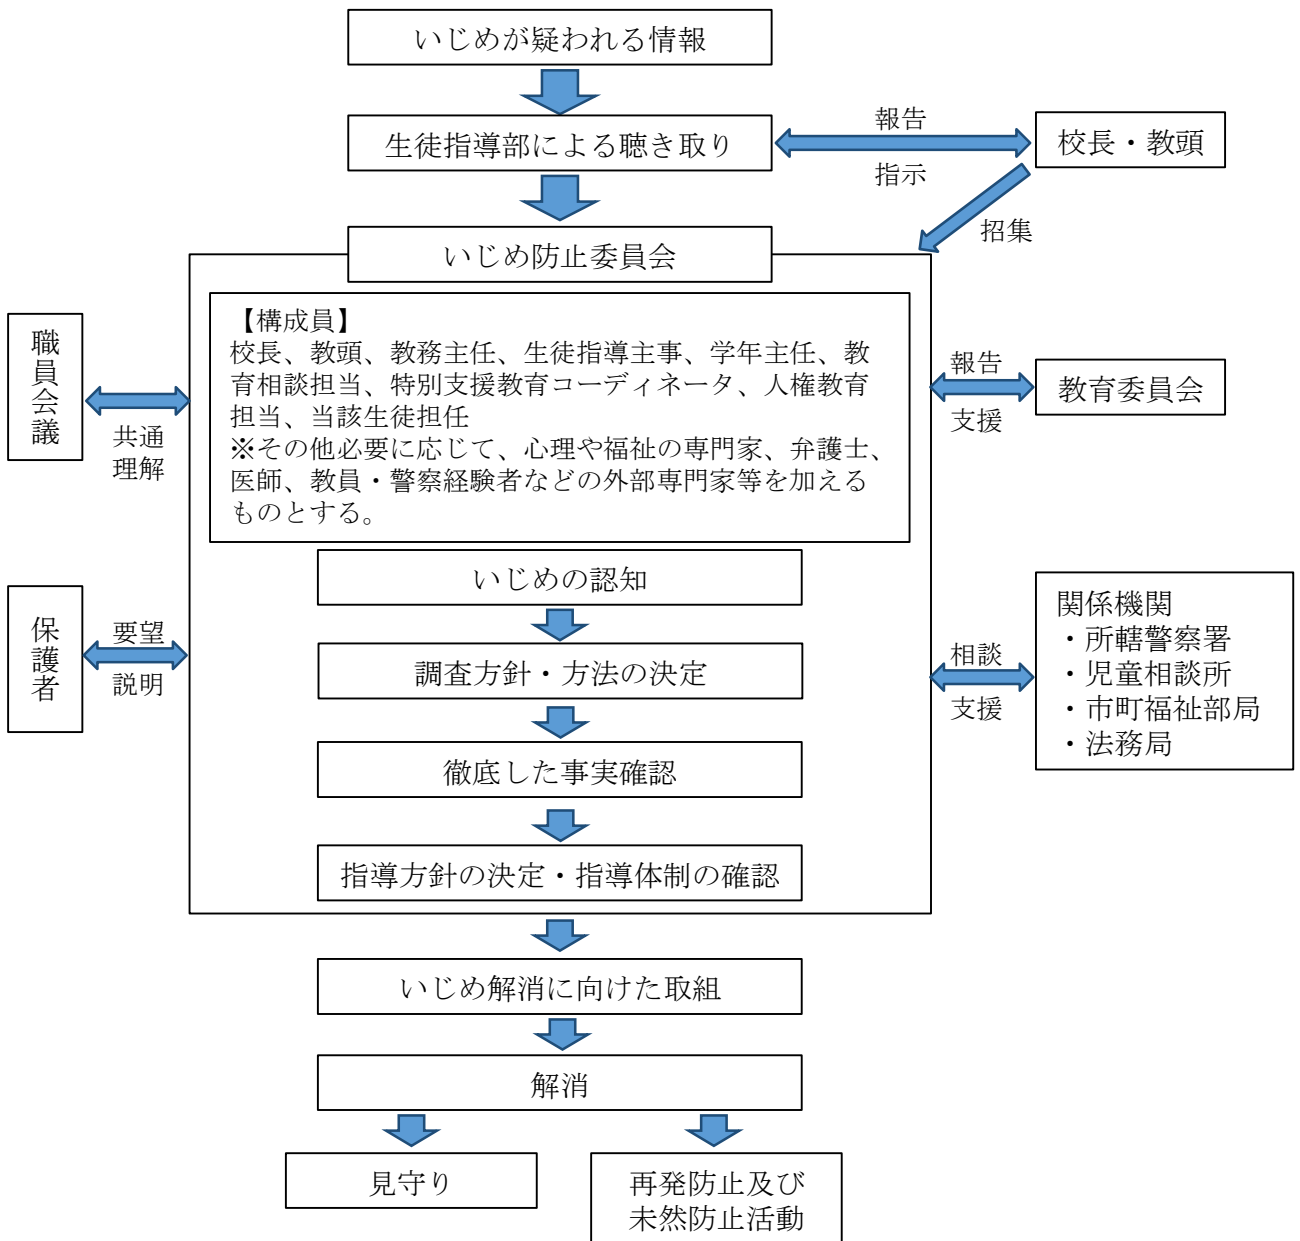 いじめが疑われる情報
生徒指導部による聴き取り
報告
指示
校長・教頭
招集
いじめ防止委員会
【構成員】
校長、教頭、教務主任、生徒指導主事、学年主任、教
育相談担当、特別支援教育コーディネータ、人権教育
担当、当該生徒担任
※その他必要に応じて、心理や福祉の専門家、弁護士、
医師、教員・警察経験者などの外部専門家等を加える
ものとする。
職員会議
共通
理解
報告
支援
教育委員会
いじめの認知
調査方針・方法の決定
徹底した事実確認
指導方針の決定・指導体制の確認
保護者
要望
説明
相談
支援
関係機関
・所轄警察署
・児童相談所
・市町福祉部局
・法務局
いじめ解消に向けた取組
解消
見守り
再発防止及び
未然防止活動